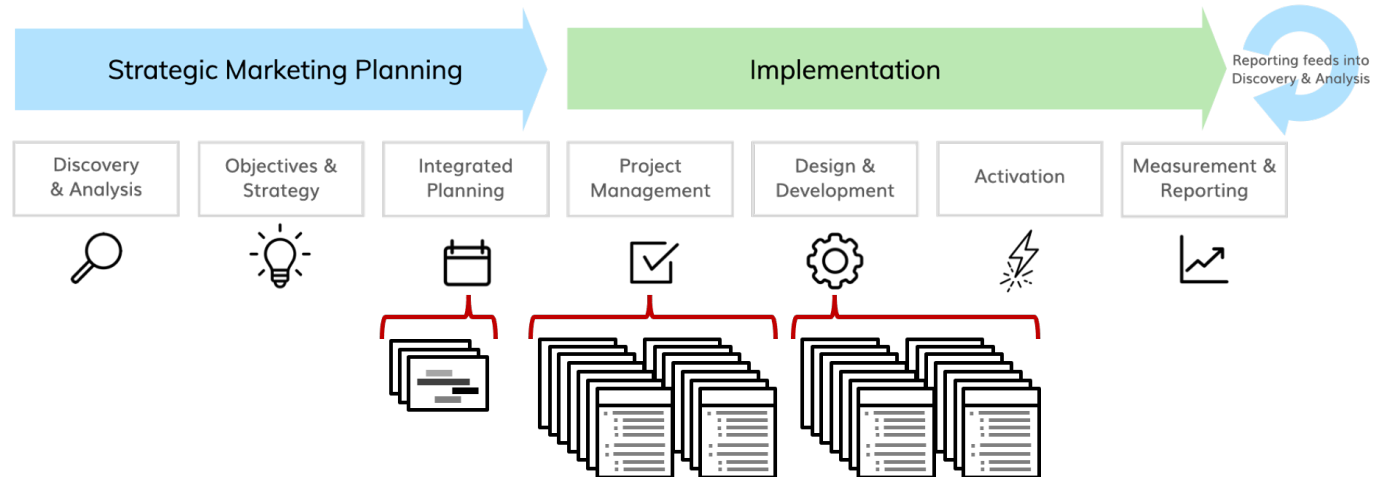 Strategic Marketing Planning
Implementation
Reporting feeds into
Discovery & Analysis
Discovery
& Analysis
Objectives &
Strategy
Integrated
Planning
Project
Management
Design &
Development
Activation
Measurement &
Reporting